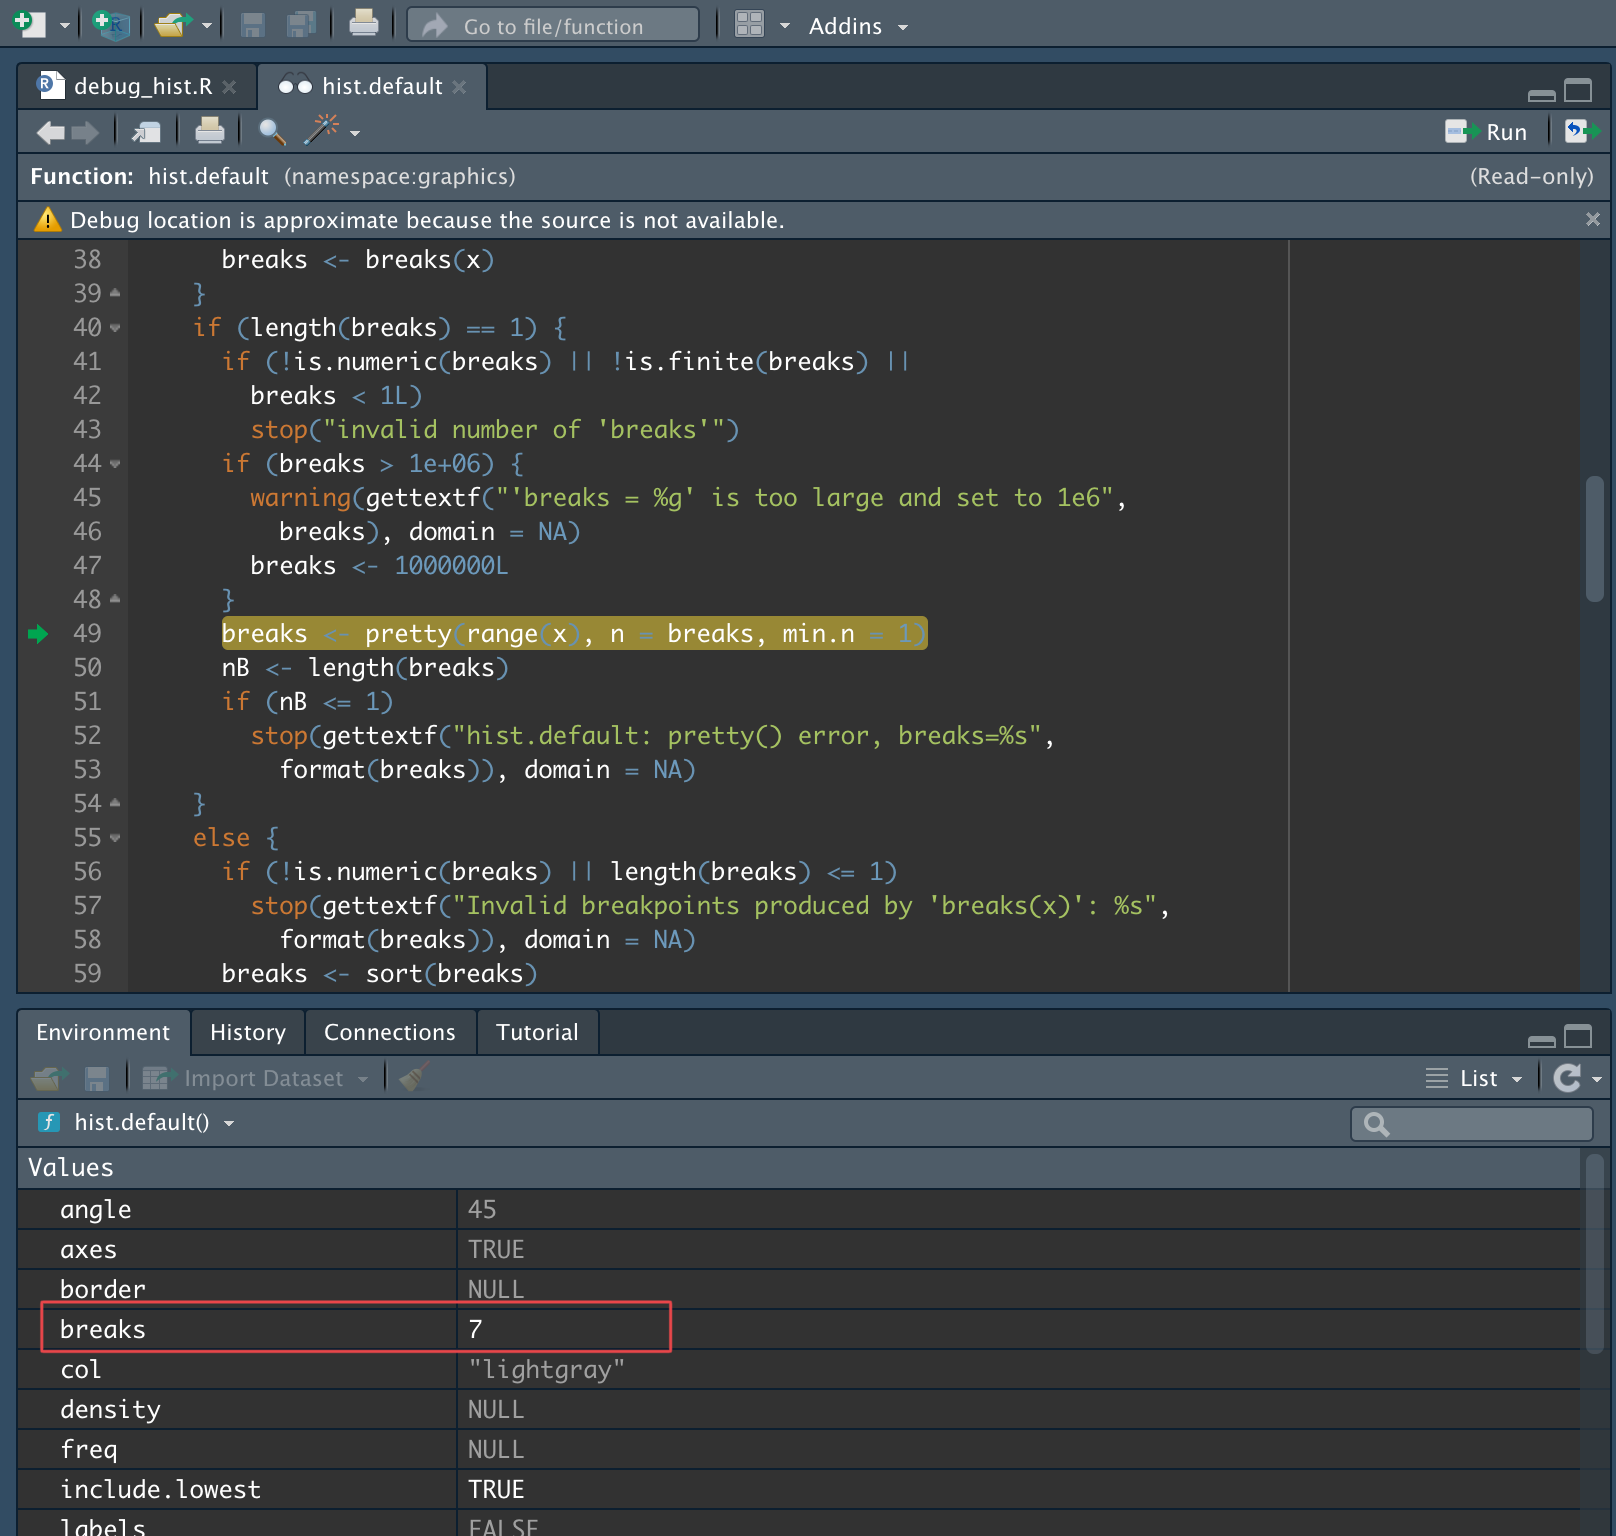 Go to file/function
Addins
debug_hist.R
hist.default
Run
Function: hist.default (namespace:graphics)
(Read-only)
Debug location is approximate because the source is not available.
38 breaks <- breaks(x)
39 }
40 if (length(breaks) == 1) {
41 if (!is.numeric(breaks) || !is.finite(breaks) ||
42 breaks < 1L)
43 stop("invalid number of 'breaks'")
44 if (breaks > 1e+06) {
45 warning(gettextf("'breaks = %g' is too large and set to 1e6",
46 breaks), domain = NA)
47 breaks <- 1000000L
48 }
49 breaks <- pretty(range(x), n = breaks, min.n = 1)
50 nB <- length(breaks)
51 if (nB <= 1)
52 stop(gettextf("hist.default: pretty() error, breaks=%s",
53 format(breaks)), domain = NA)
54 }
55 else {
56 if (!is.numeric(breaks) || length(breaks) <= 1)
57 stop(gettextf("Invalid breakpoints produced by 'breaks(x)': %s",
58 format(breaks)), domain = NA)
59 breaks <- sort(breaks)
Environment
History
Connections
Tutorial
Import Dataset
List
hist.default()
Values
angle 45
axes TRUE
border NULL
breaks 7
col "lightgray"
density NULL
freq NULL
include.lowest TRUE
labels FALSE